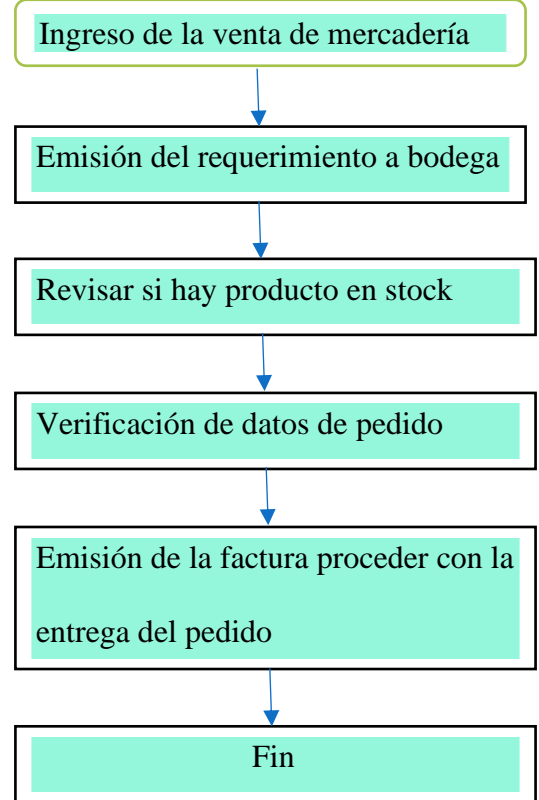 Ingreso de la venta de mercadería
Emisión del requerimiento a bodega
Revisar si hay producto en stock
Verificación de datos de pedido
Emisión de la factura proceder con la
entrega del pedido
Fin